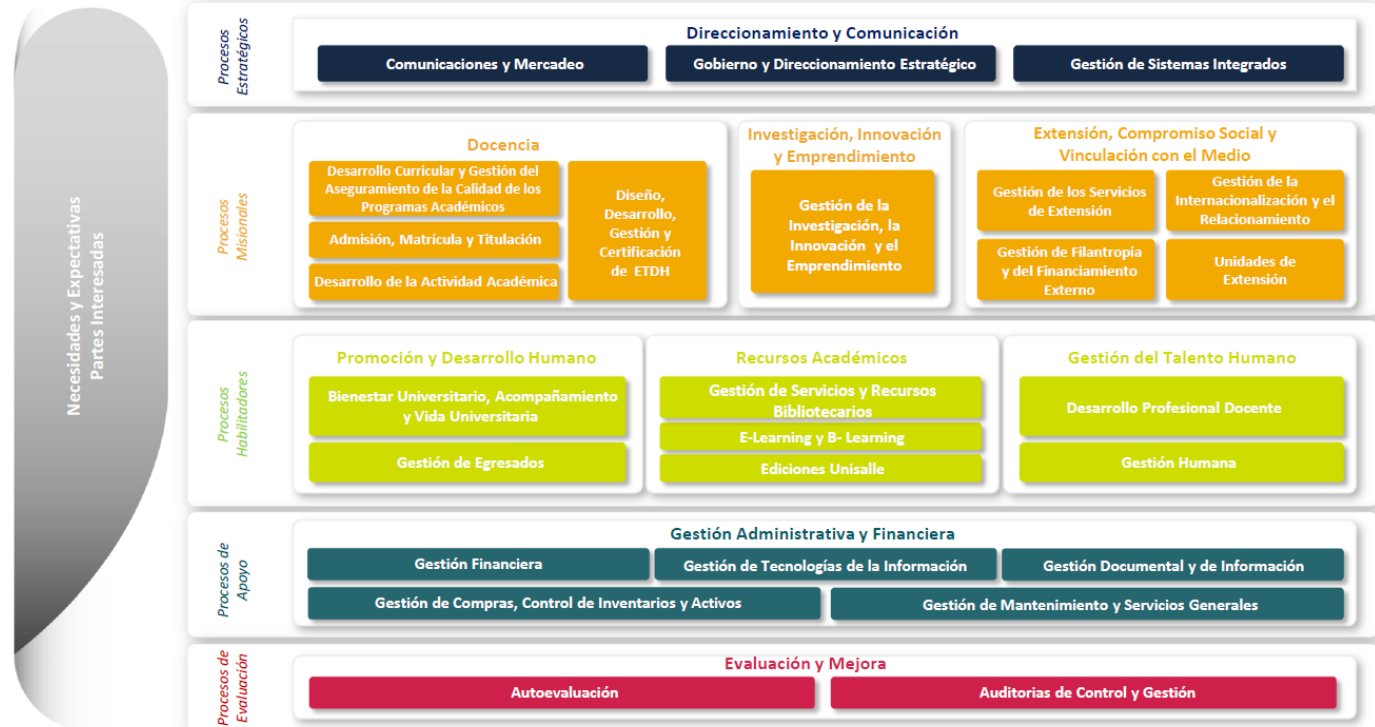 Necesidades y Expectativas
Partes Interesadas
Procesos
Estratégicos
Direccionamiento y Comunicación
Comunicaciones y Mercadeo
Gobierno y Direccionamiento Estratégico
Gestión de Sistemas Integrados
Procesos
Misionales
Docencia
Desarrollo Curricular y Gestión del
Aseguramiento de la Calidad de los
Programas Académicos
Admisión, Matrícula y Titulación
Desarrollo de la Actividad Académica
Diseño,
Desarrollo,
Gestión y
Certificación
de ETDH
Investigación, Innovación
y Emprendimiento
Gestión de la
Investigación, la
Innovación y el
Emprendimiento
Extensión, Compromiso Social y
Vinculación con el Medio
Gestión de los Servicios
de Extensión
Gestión de la
Internacionalización y el
Relacionamiento
Gestión de Filantropía
y del Financiamiento
Externo
Unidades de
Extensión
Procesos
Habilitadores
Promoción y Desarrollo Humano
Bienestar Universitario, Acompañamiento
y Vida Universitaria
Gestión de Egresados
Recursos Académicos
Gestión de Servicios y Recursos
Bibliotecarios
E-Learning y B- Learning
Ediciones Unisalle
Gestión del Talento Humano
Desarrollo Profesional Docente
Gestión Humana
Procesos de
Apoyo
Gestión Administrativa y Financiera
Gestión Financiera
Gestión de Tecnologías de la Información
Gestión Documental y de Información
Gestión de Compras, Control de Inventarios y Activos
Gestión de Mantenimiento y Servicios Generales
Procesos de
Evaluación
Evaluación y Mejora
Autoevaluación
Auditorias de Control y Gestión